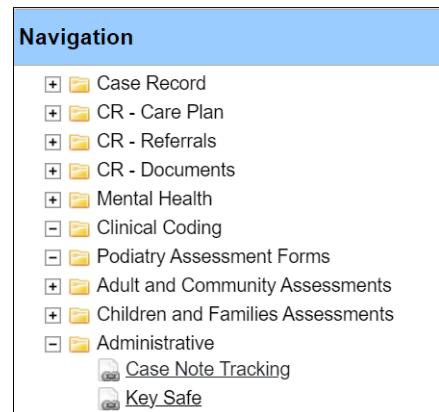 Navigation
Case Record
CR - Care Plan
CR - Referrals
CR - Documents
Mental Health
Clinical Coding
Podiatry Assessment Forms
Adult and Community Assessments
Children and Families Assessments
Administrative
Case Note Tracking
Key Safe